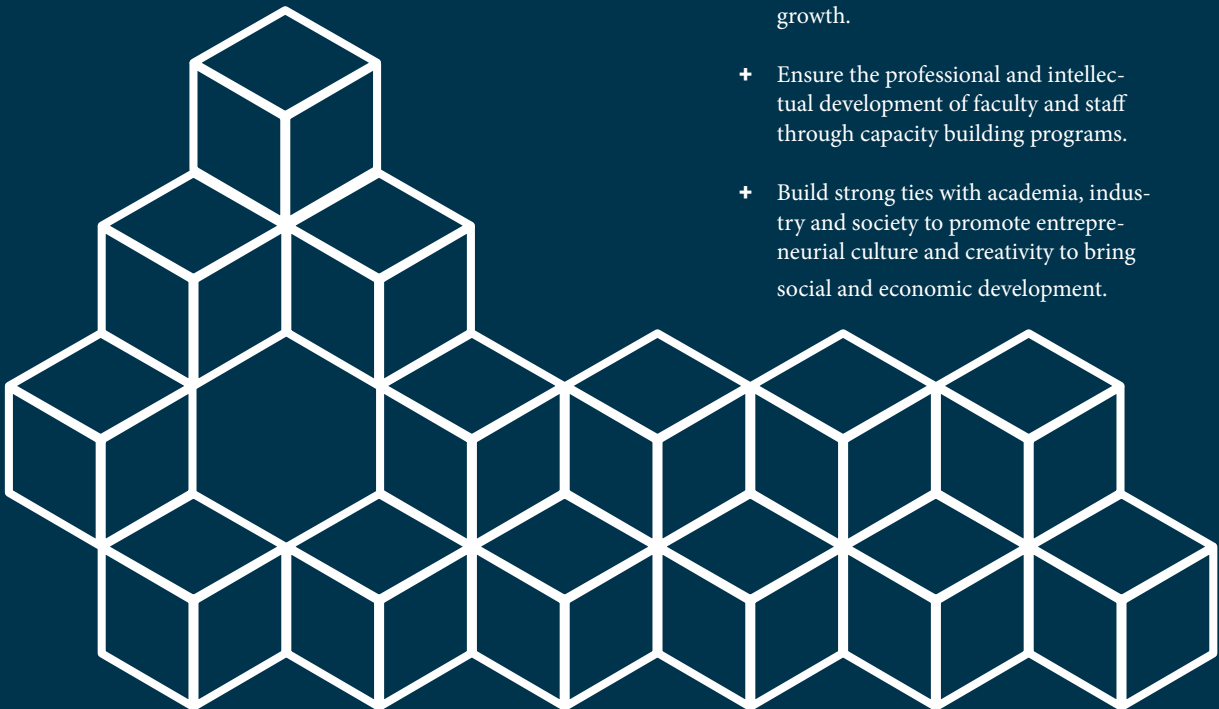 growth.
+ Ensure the professional and intellec-
tual development of faculty and staff
through capacity building programs.
+ Build strong ties with academia, indus-
try and society to promote entrepre-
neurial culture and creativity to bring
social and economic development.